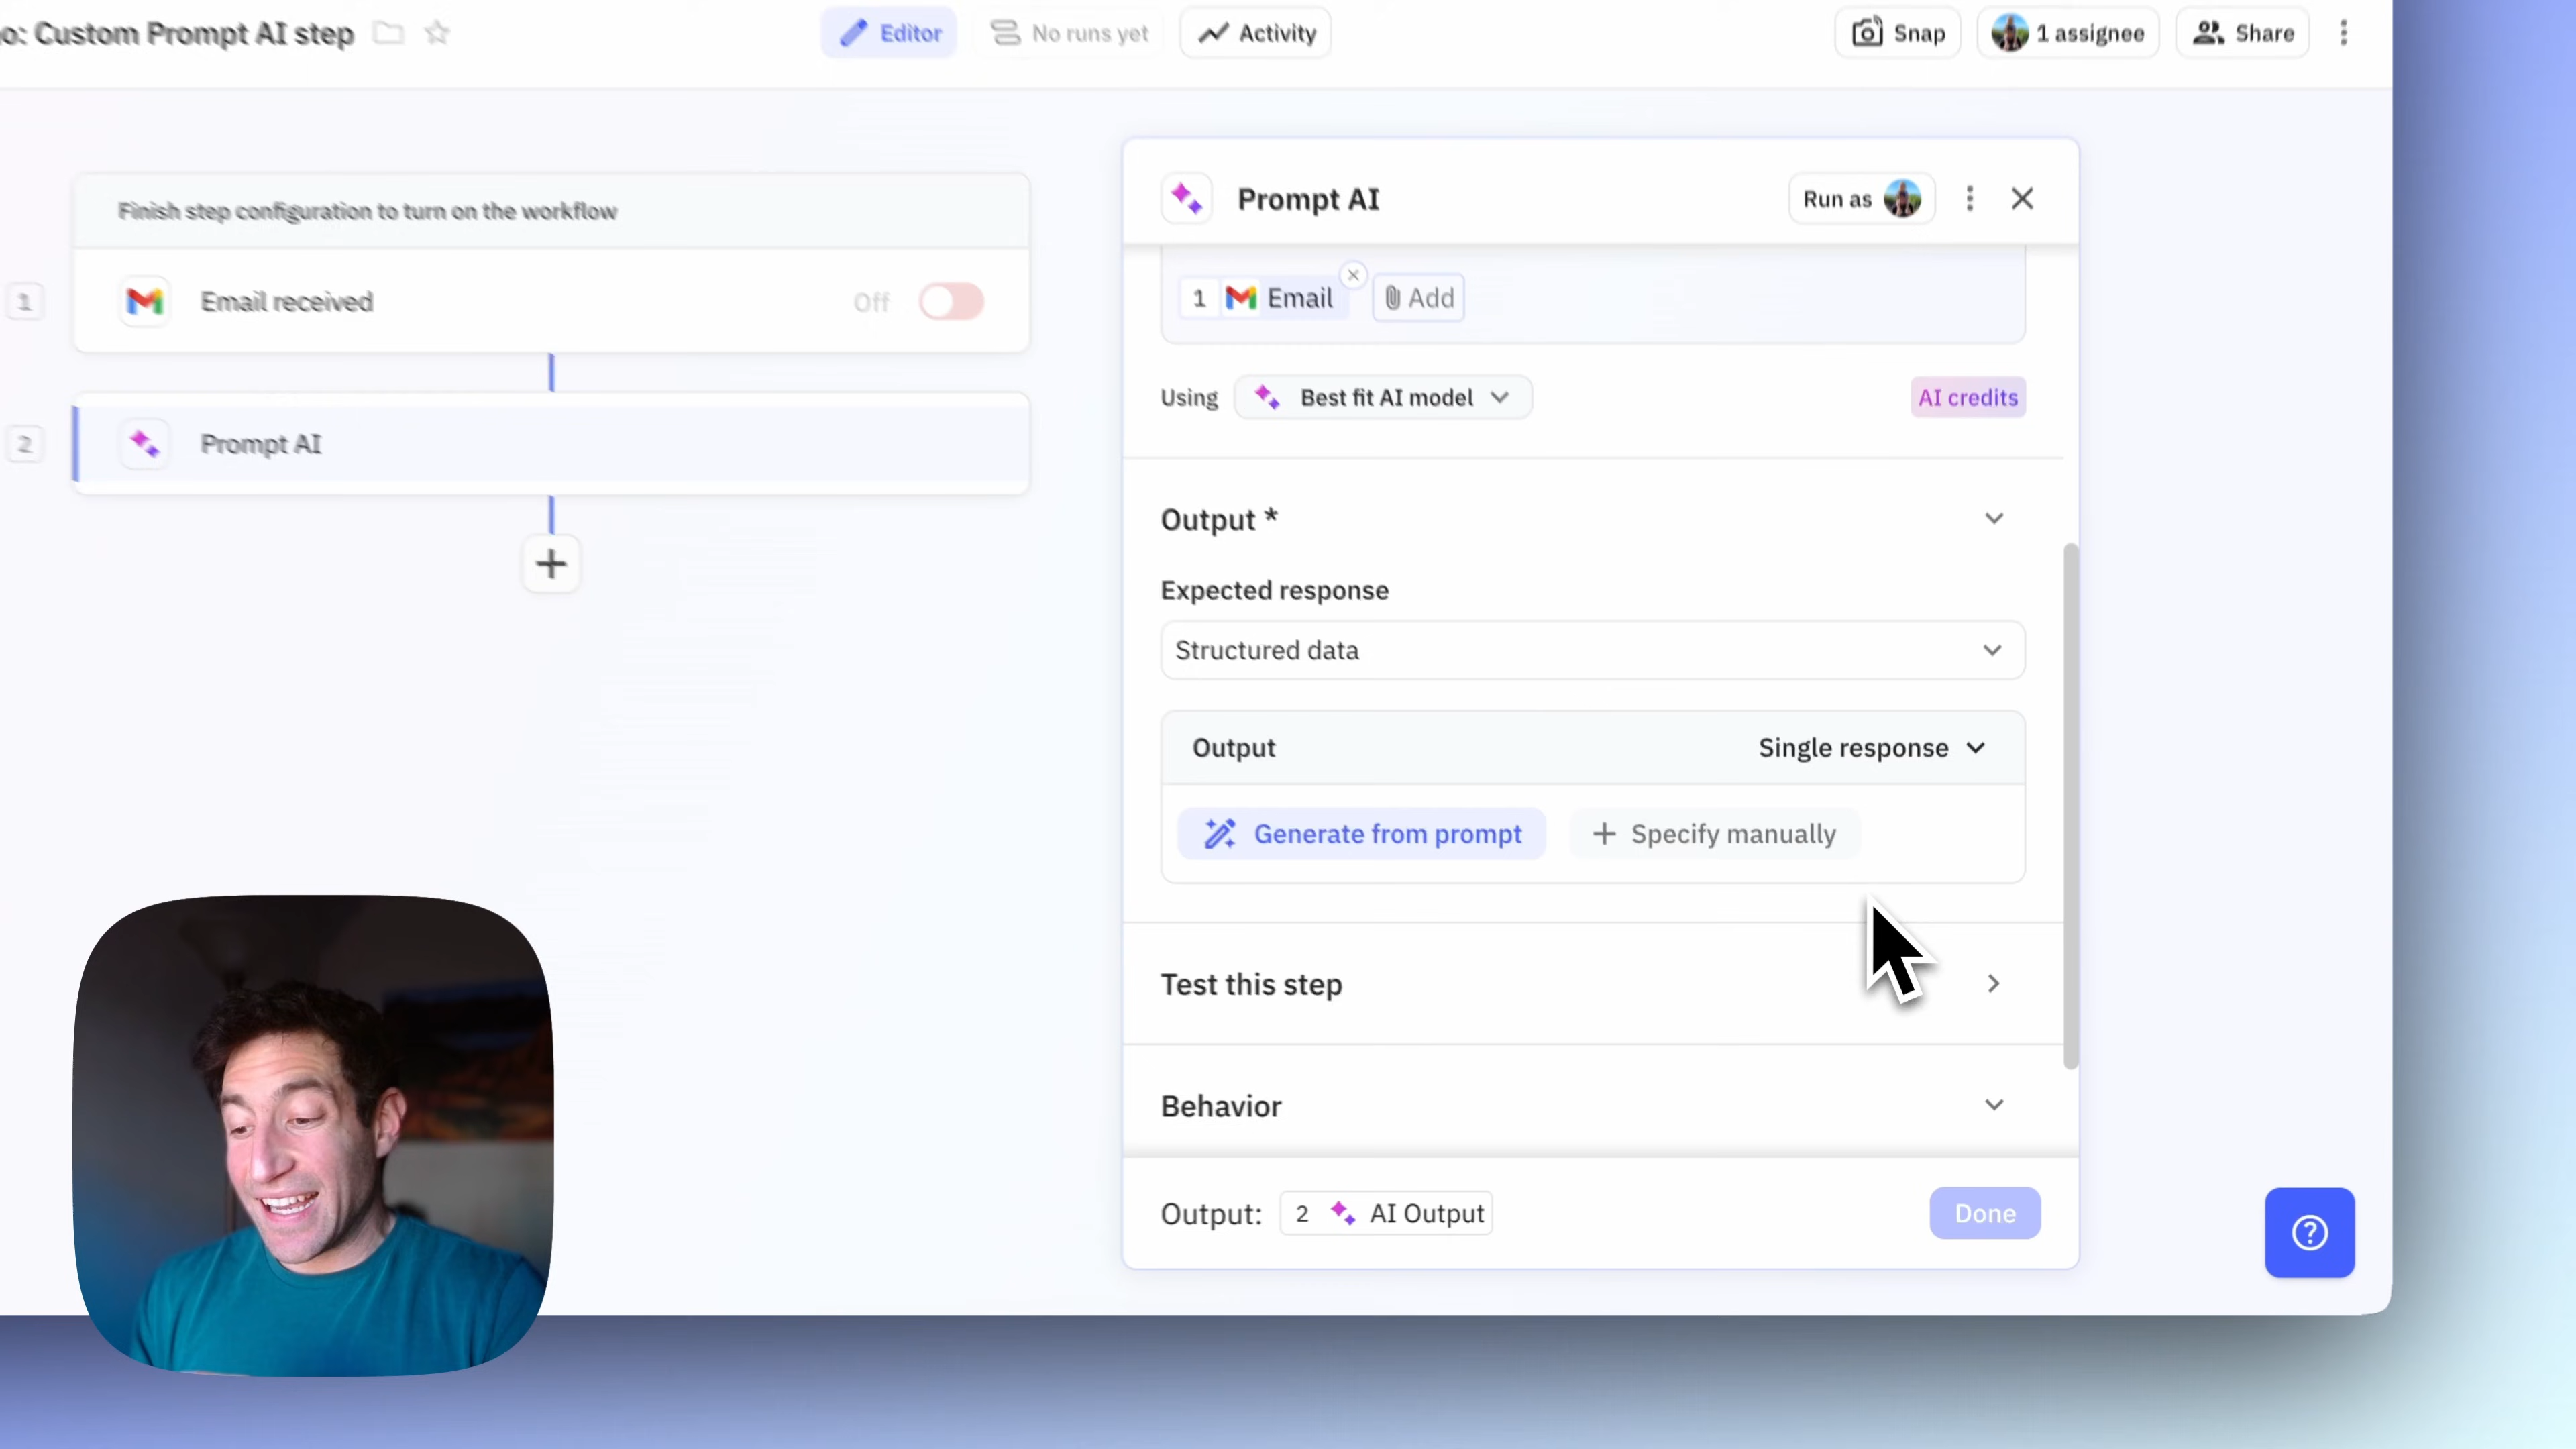 o: Custom Prompt AI step
Editor
No runs yet
Activity
Snap
1 assignee
Share
Finish step configuration to turn on the workflow
1
Email received
Off
2
Prompt AI
Prompt AI
Run as
1 Email
Add
Using
Best fit AI model
AI credits
Output *
Expected response
Structured data
Output
Single response
Generate from prompt
Specify manually
Test this step
Behavior
Output:
2 AI Output
Done